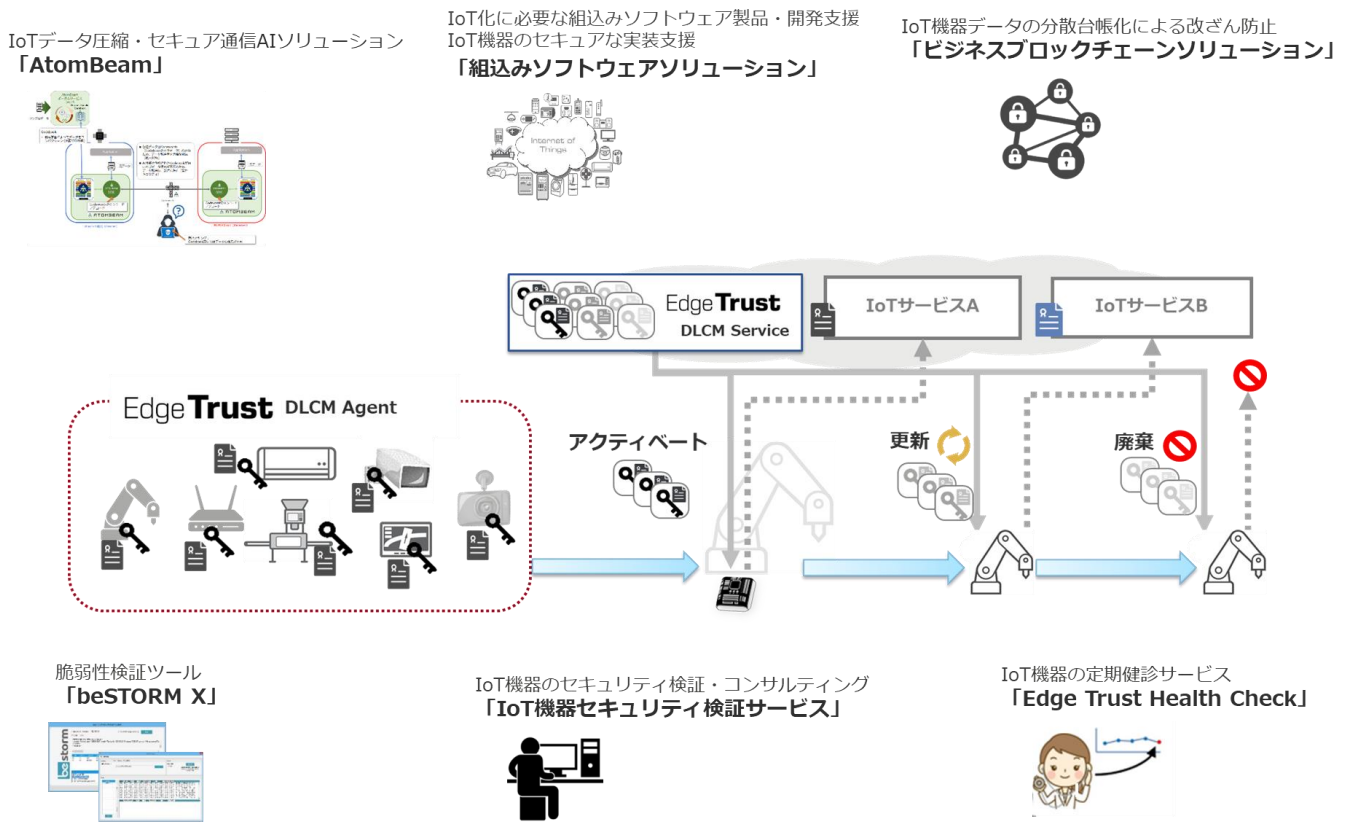 IoTデータ圧縮・セキュア通信AIソリューション
「AtomBeam」
IoT化に必要な組込みソフトウェア製品・開発支援
IoT機器のセキュアな実装支援
「組込みソフトウェアソリューション」
IoT機器データの分散台帳化による改ざん防止
「ビジネスブロックチェーンソリューション」
Internet of
Things
ATOMBEAM
ATOMBEAM
Edge Trust
DLCM Service
IoTサービスA
IoTサービスB
Edge Trust DLCM Agent
アクティベート
更新
廃棄
脆弱性検証ツール
「beSTORM X」
bestorm
IoT機器のセキュリティ検証・コンサルティング
「IoT機器セキュリティ検証サービス」
IoT機器の定期健診サービス
「Edge Trust Health Check」